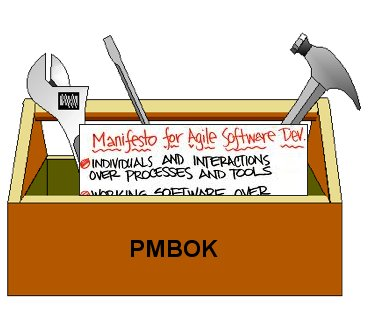 Manifesto for Agile Software Dev.
INDIVIDUALS AND INTERACTIONS
OVER PROCESSES AND TOOLS
WORKING SOFTWARE OVER
PMBOK